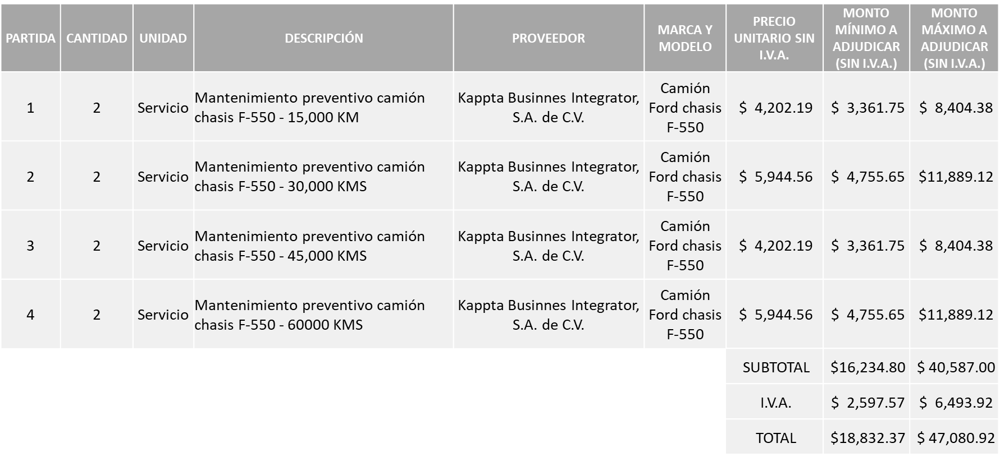 PARTIDA CANTIDAD UNIDAD DESCRIPCIÓN PROVEEDOR MARCA Y MODELO PRECIO UNITARIO SIN I.V.A. MONTO MÍNIMO A ADJUDICAR (SIN I.V.A.) MONTO MÁXIMO A ADJUDICAR (SIN I.V.A.)
1 2 Servicio Mantenimiento preventivo camión chasis F-550 - 15,000 KM Kappta Businnes Integrator, S.A. de C.V. Camión Ford chasis F-550 $ 4,202.19 $ 3,361.75 $ 8,404.38
2 2 Servicio Mantenimiento preventivo camión chasis F-550 - 30,000 KMS Kappta Businnes Integrator, S.A. de C.V. Camión Ford chasis F-550 $ 5,944.56 $ 4,755.65 $11,889.12
3 2 Servicio Mantenimiento preventivo camión chasis F-550 - 45,000 KMS Kappta Businnes Integrator, S.A. de C.V. Camión Ford chasis F-550 $ 4,202.19 $ 3,361.75 $ 8,404.38
4 2 Servicio Mantenimiento preventivo camión chasis F-550 - 60000 KMS Kappta Businnes Integrator, S.A. de C.V. Camión Ford chasis F-550 $ 5,944.56 $ 4,755.65 $11,889.12
SUBTOTAL $16,234.80 $ 40,587.00
I.V.A. $ 2,597.57 $ 6,493.92
TOTAL $18,832.37 $ 47,080.92